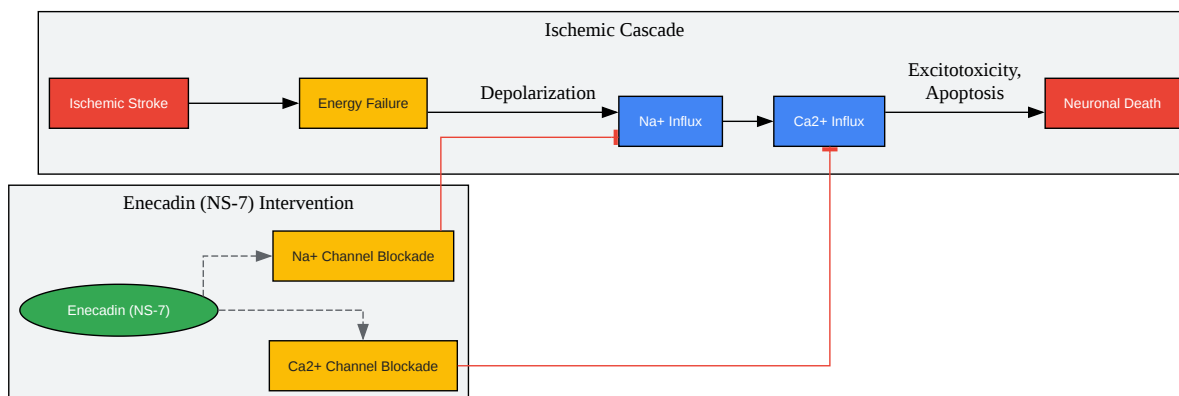 Ischemic Cascade
Ischemic Stroke
Energy Failure
Depolarization
Na+ Influx
Ca2+ Influx
Excitotoxicity,
Apoptosis
Neuronal Death
Enecadin (NS-7) Intervention
Na+ Channel Blockade
Enecadin (NS-7)
Ca2+ Channel Blockade